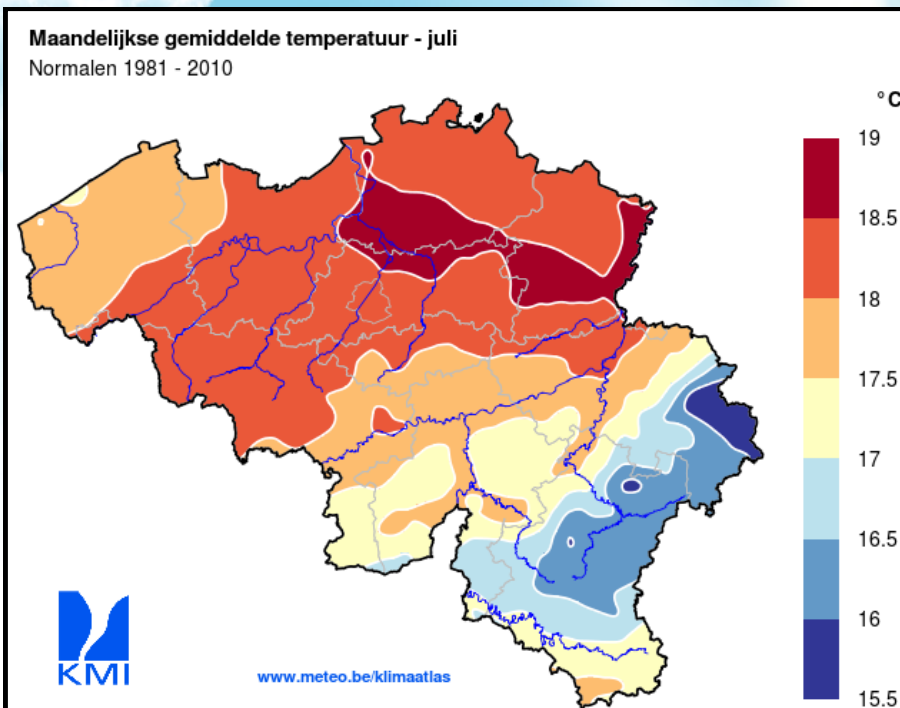 Maandelijkse gemiddelde temperatuur - juli
Normalen 1981 - 2010
°C
19
18.5
18
17.5
17
16.5
16
15.5
KMI
www.meteo.be/klimaatlas